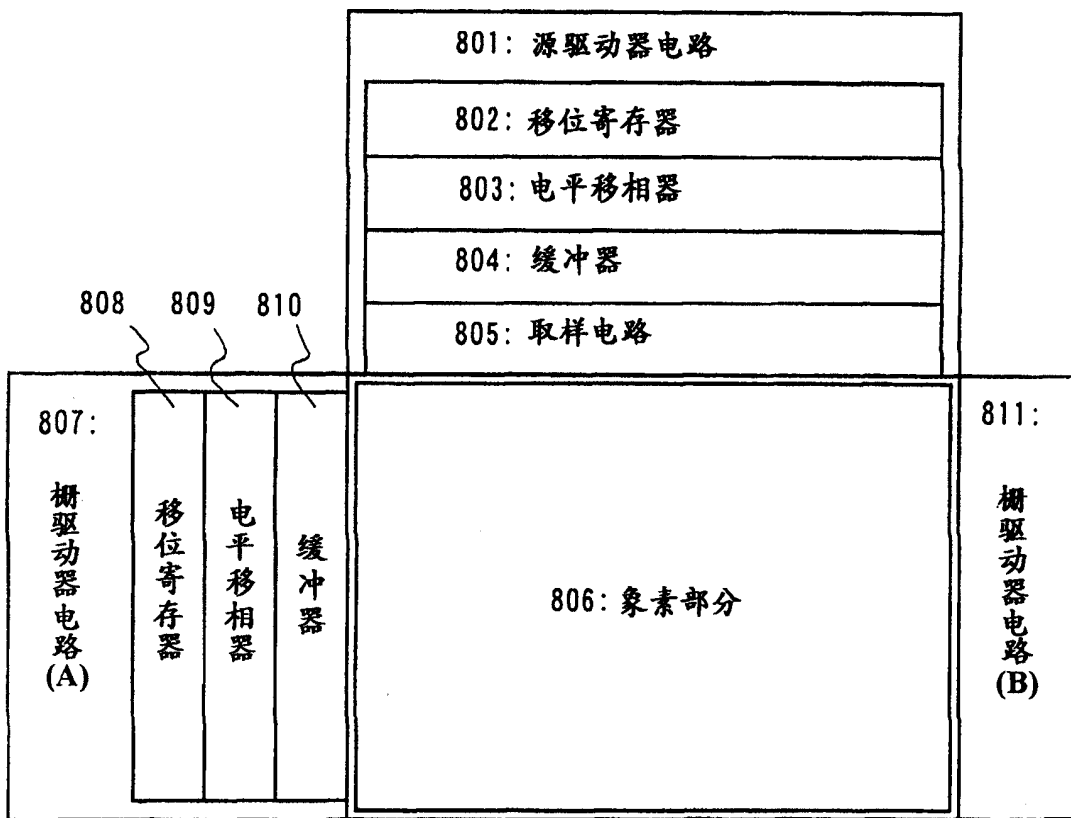 801: 源驱动器电路
802: 移位寄存器
803: 电平移相器
804: 缓冲器
805: 取样电路
808
809
810
807:
栅驱动器电路
(A)
移位寄存器
电平移相器
缓冲器
806: 象素部分
811:
栅驱动器电路
(B)